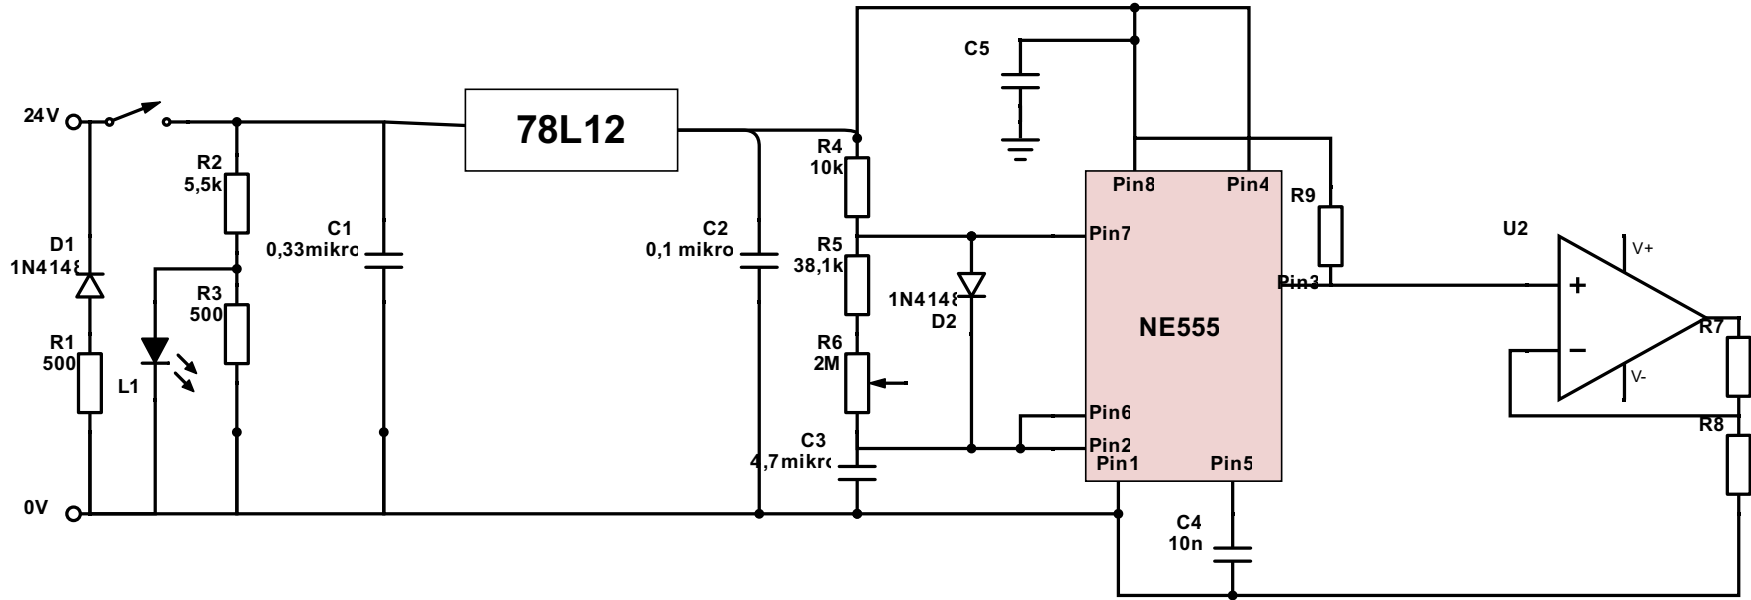 C5
24V
78L12
R2
5,5k
R4
10k
Pin8
Pin4
R9
C1
0,33mikro
C2
0,1 mikro
Pin7
U2
V+
D1
1N4148
R5
38,1k
Pin3
+
R3
500
1N4148
D2
NE555
R7
R1
500
R6
2M
−
V-
L1
Pin6
R8
C3
4,7mikro
Pin2
Pin1
Pin5
0V
C4
10n